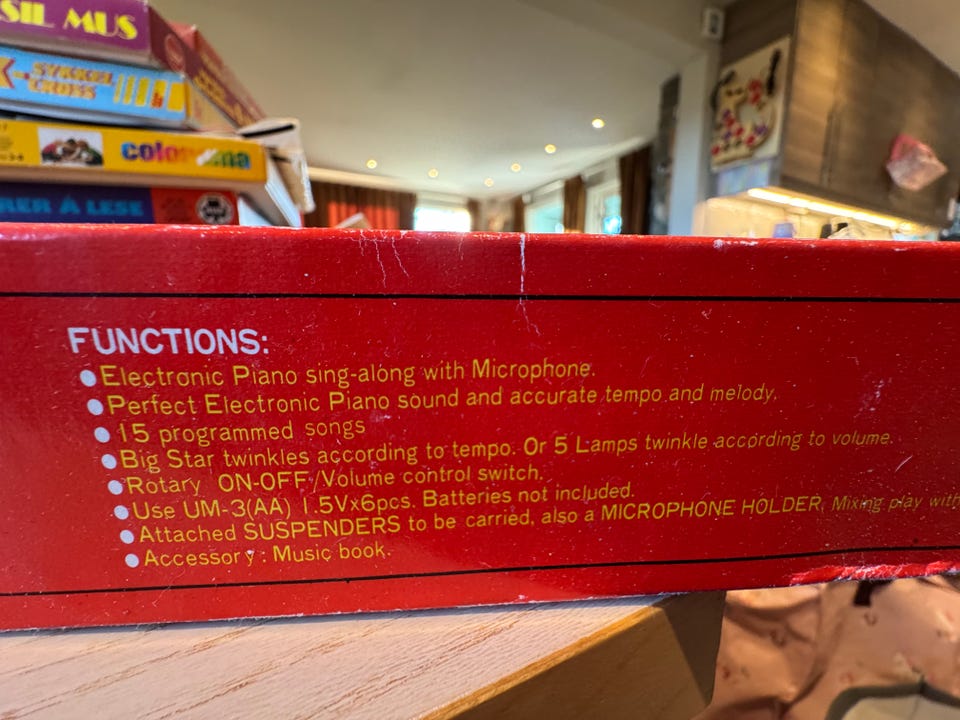 SIL MUS
SYKKEL
CROSS
colorama
RER Å LESE
FUNCTIONS:
Electronic Piano sing-along with Microphone.
Perfect Electronic Piano sound and accurate tempo and melody,
15 programmed songs
Big Star twinkles according to tempo. Or 5 Lamps twinkle according to volume.
Rotary ON-OFF/Volume control switch.
Use UM-3(AA) 1.5Vx6pcs. Batteries not included.
Attached SUSPENDERS to be carried, also a MICROPHONE HOLDER, Mixing play with
Accessory: Music book.